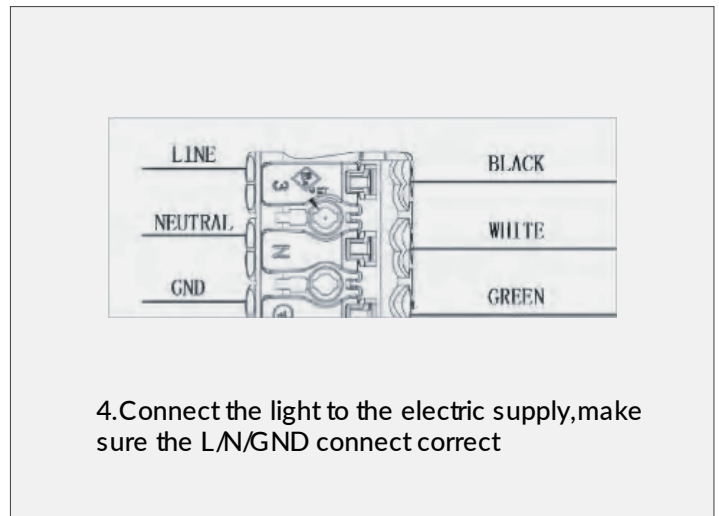 LINE
BLACK
3
NEUTRAL
WHITE
N
GND
GREEN
4.Connect the light to the electric supply,make
sure the L/N/GND connect correct